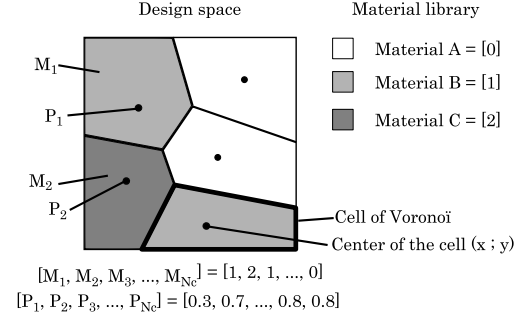 Design space
Material library
M1
Material A = [0]
Material B = [1]
P1
Material C = [2]
M2
P2
Cell of Voronoï
Center of the cell (x ; y)
[M1, M2, M3, ..., MNc] = [1, 2, 1, ..., 0]
[P1, P2, P3, ..., PNc] = [0.3, 0.7, ..., 0.8, 0.8]